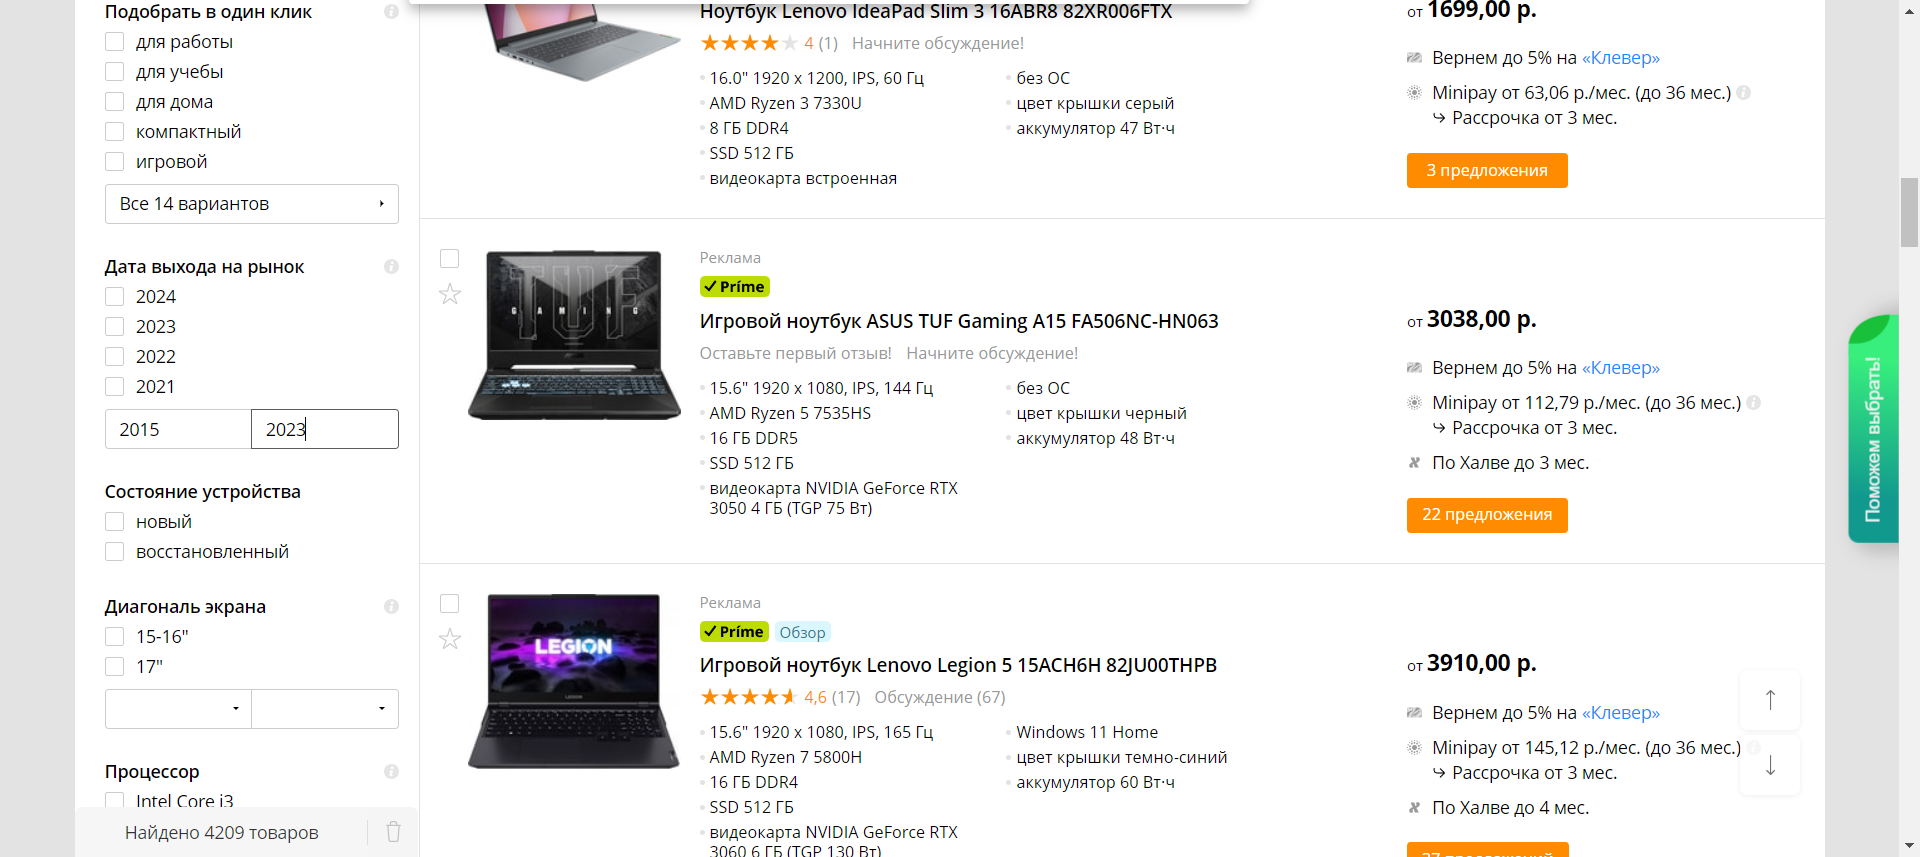 Подобрать в один клик
для работы
для учебы
для дома
компактный
игровой
Все 14 вариантов
Дата выхода на рынок
2024
2023
2022
2021
2015
2023
Состояние устройства
новый
восстановленный
Диагональ экрана
15-16"
17"
Процессор
Intel Core i3
Найдено 4209 товаров
Ноутбук Lenovo IdeaPad Slim 3 16ABR8 82XR006FTX
4 (1) Начните обсуждение!
16.0" 1920 x 1200, IPS, 60 Гц
AMD Ryzen 3 7330U
8 ГБ DDR4
SSD 512 ГБ
видеокарта встроенная
без ОС
цвет крышки серый
аккумулятор 47 Вт·ч
от 1699,00 р.
Вернем до 5% на «Клевер»
Minipay от 63,06 р./мес. (до 36 мес.)
Рассрочка от 3 мес.
3 предложения
TUF
GAMING
Реклама
Prime
Игровой ноутбук ASUS TUF Gaming A15 FA506NC-HN063
Оставьте первый отзыв! Начните обсуждение!
15.6" 1920 x 1080, IPS, 144 Гц
AMD Ryzen 5 7535HS
16 ГБ DDR5
SSD 512 ГБ
видеокарта NVIDIA GeForce RTX
3050 4 ГБ (TGP 75 Вт)
без ОС
цвет крышки черный
аккумулятор 48 Вт·ч
от 3038,00 р.
Вернем до 5% на «Клевер»
Minipay от 112,79 р./мес. (до 36 мес.)
Рассрочка от 3 мес.
По Халве до 3 мес.
22 предложения
LEGION
Реклама
Prime Обзор
Игровой ноутбук Lenovo Legion 5 15ACH6H 82JU00THPB
4,6 (17) Обсуждение (67)
15.6" 1920 x 1080, IPS, 165 Гц
AMD Ryzen 7 5800H
16 ГБ DDR4
SSD 512 ГБ
видеокарта NVIDIA GeForce RTX
3060 6 ГБ (TGP 130 Вт)
Windows 11 Home
цвет крышки темно-синий
аккумулятор 60 Вт·ч
от 3910,00 р.
Вернем до 5% на «Клевер»
Minipay от 145,12 р./мес. (до 36 мес.)
Рассрочка от 3 мес.
По Халве до 4 мес.
Поможем выбрать!